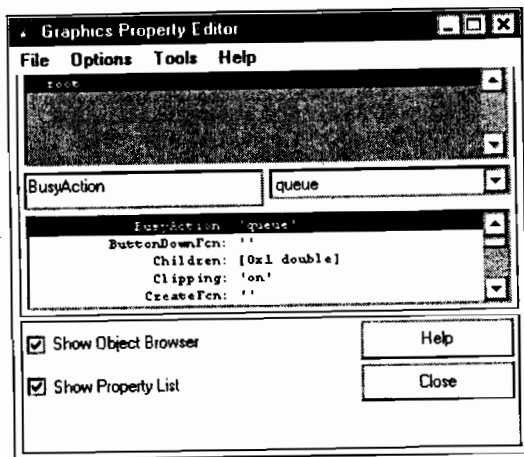 Graphics Property Editor
File Options Tools Help
root
BusyAction queue
BusyAction 'queue'
ButtonDownFcn: ''
Children: [0x1 double]
Clipping: 'on'
CreateFcn: ''
Show Object Browser Help
Show Property List Close